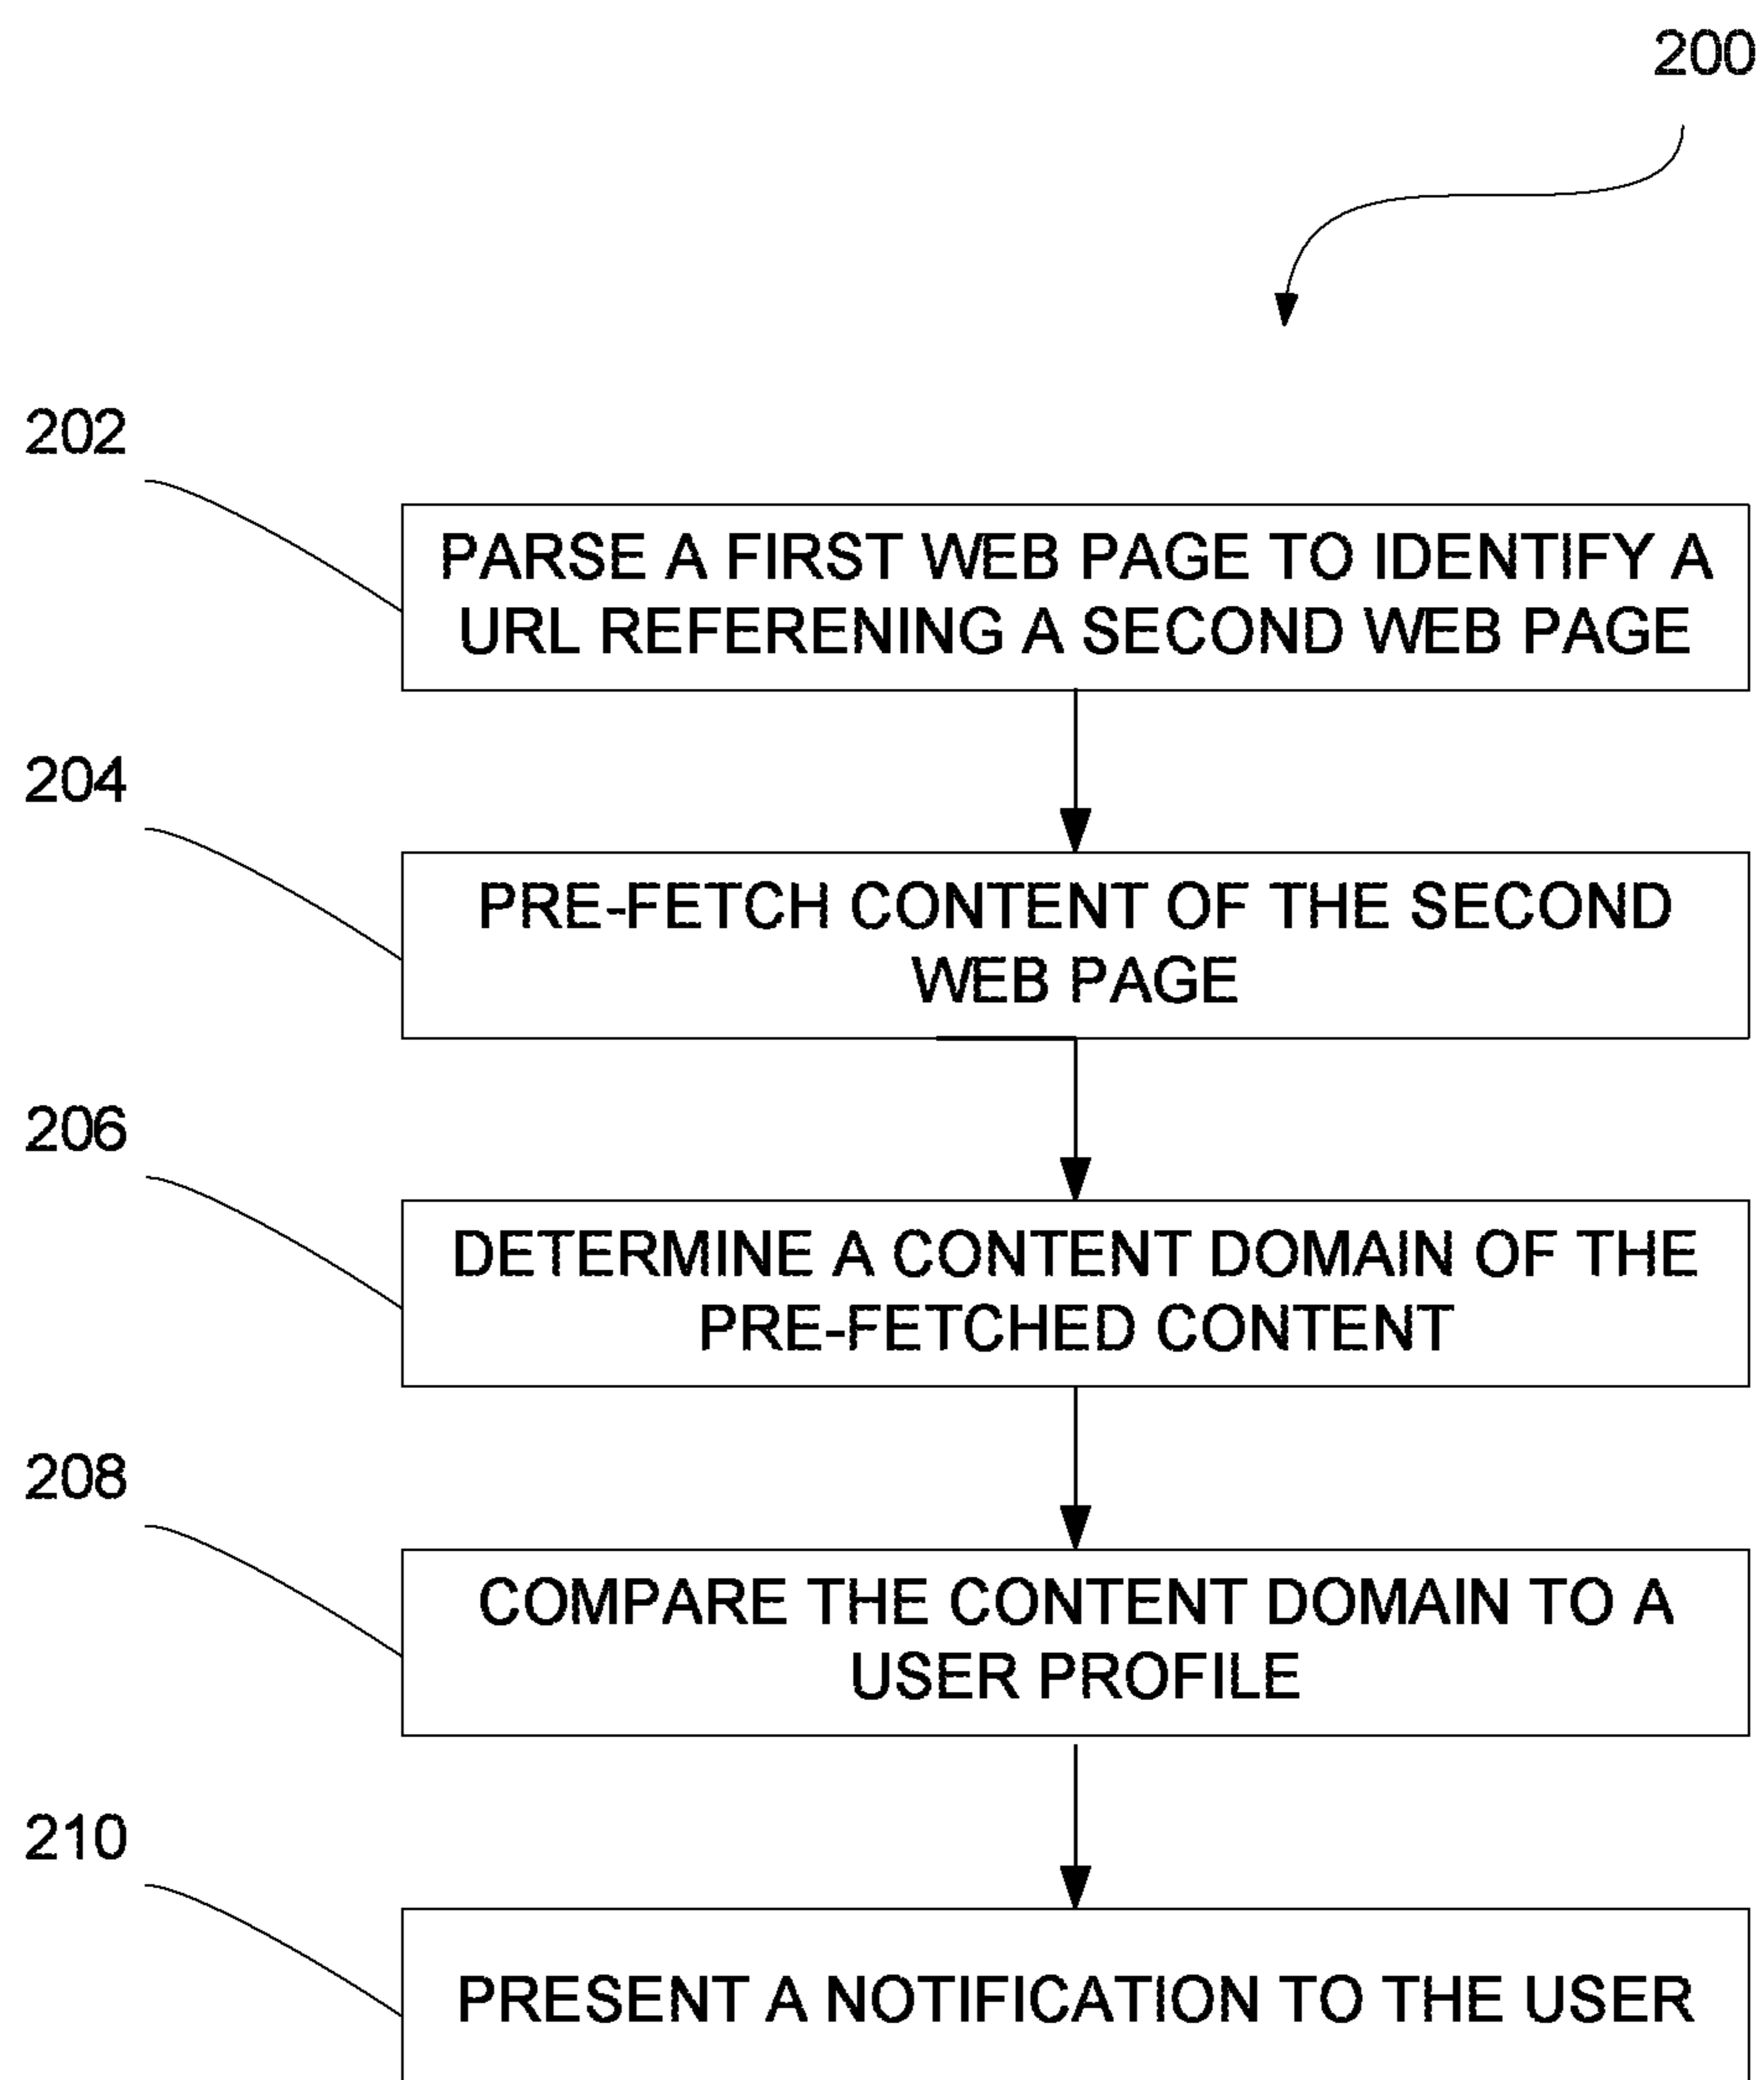 200
202
PARSE A FIRST WEB PAGE TO IDENTIFY A
URL REFERENING A SECOND WEB PAGE
204
PRE-FETCH CONTENT OF THE SECOND
WEB PAGE
206
DETERMINE A CONTENT DOMAIN OF THE
PRE-FETCHED CONTENT
208
COMPARE THE CONTENT DOMAIN TO A
USER PROFILE
210
PRESENT A NOTIFICATION TO THE USER